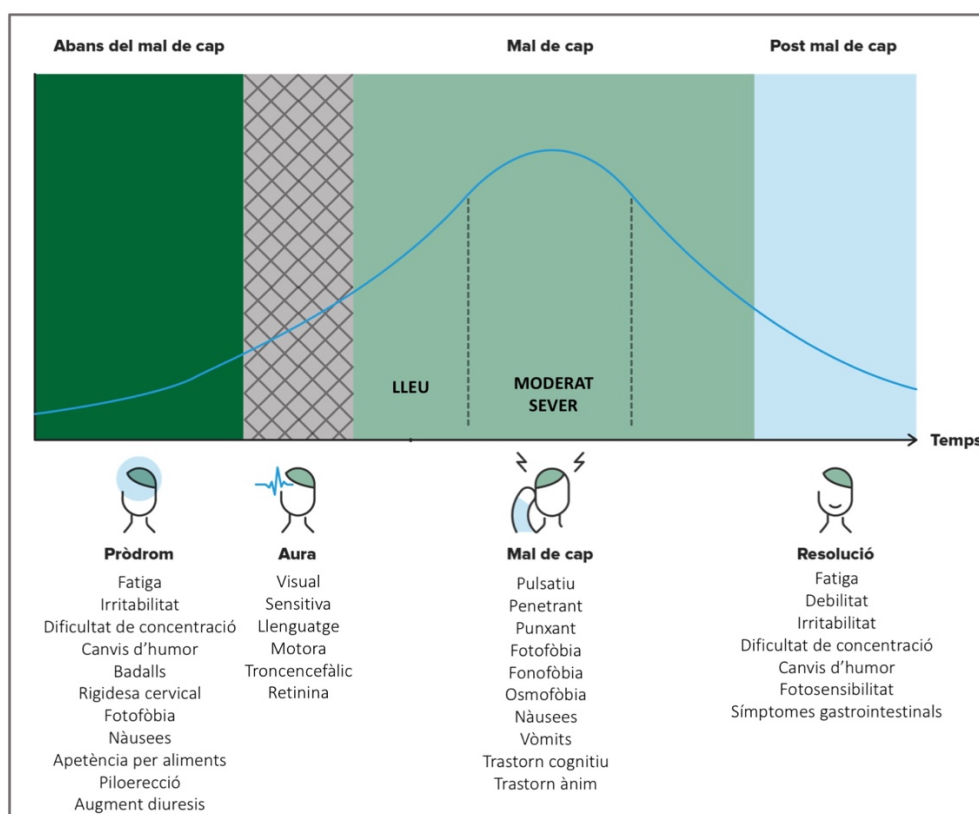 Abans del mal de cap
Mal de cap
Post mal de cap
LLEU
MODERAT
SEVER
Temps
Pròdrom
Fatiga
Irritabilitat
Dificultat de concentració
Canvis d’humor
Badalls
Rigidesa cervical
Fotofòbia
Nàusees
Apetència per aliments
Piloerecció
Augment diuresis
Aura
Visual
Sensitiva
Llenguatge
Motora
Troncencefàlic
Retinina
Mal de cap
Pulsatiu
Penetrant
Punxant
Fotofòbia
Fonofòbia
Osmofòbia
Nàusees
Vòmits
Trastorn cognitiu
Trastorn ànim
Resolució
Fatiga
Debilitat
Irritabilitat
Dificultat de concentració
Canvis d’humor
Fotosensibilitat
Símptomes gastrointestinals